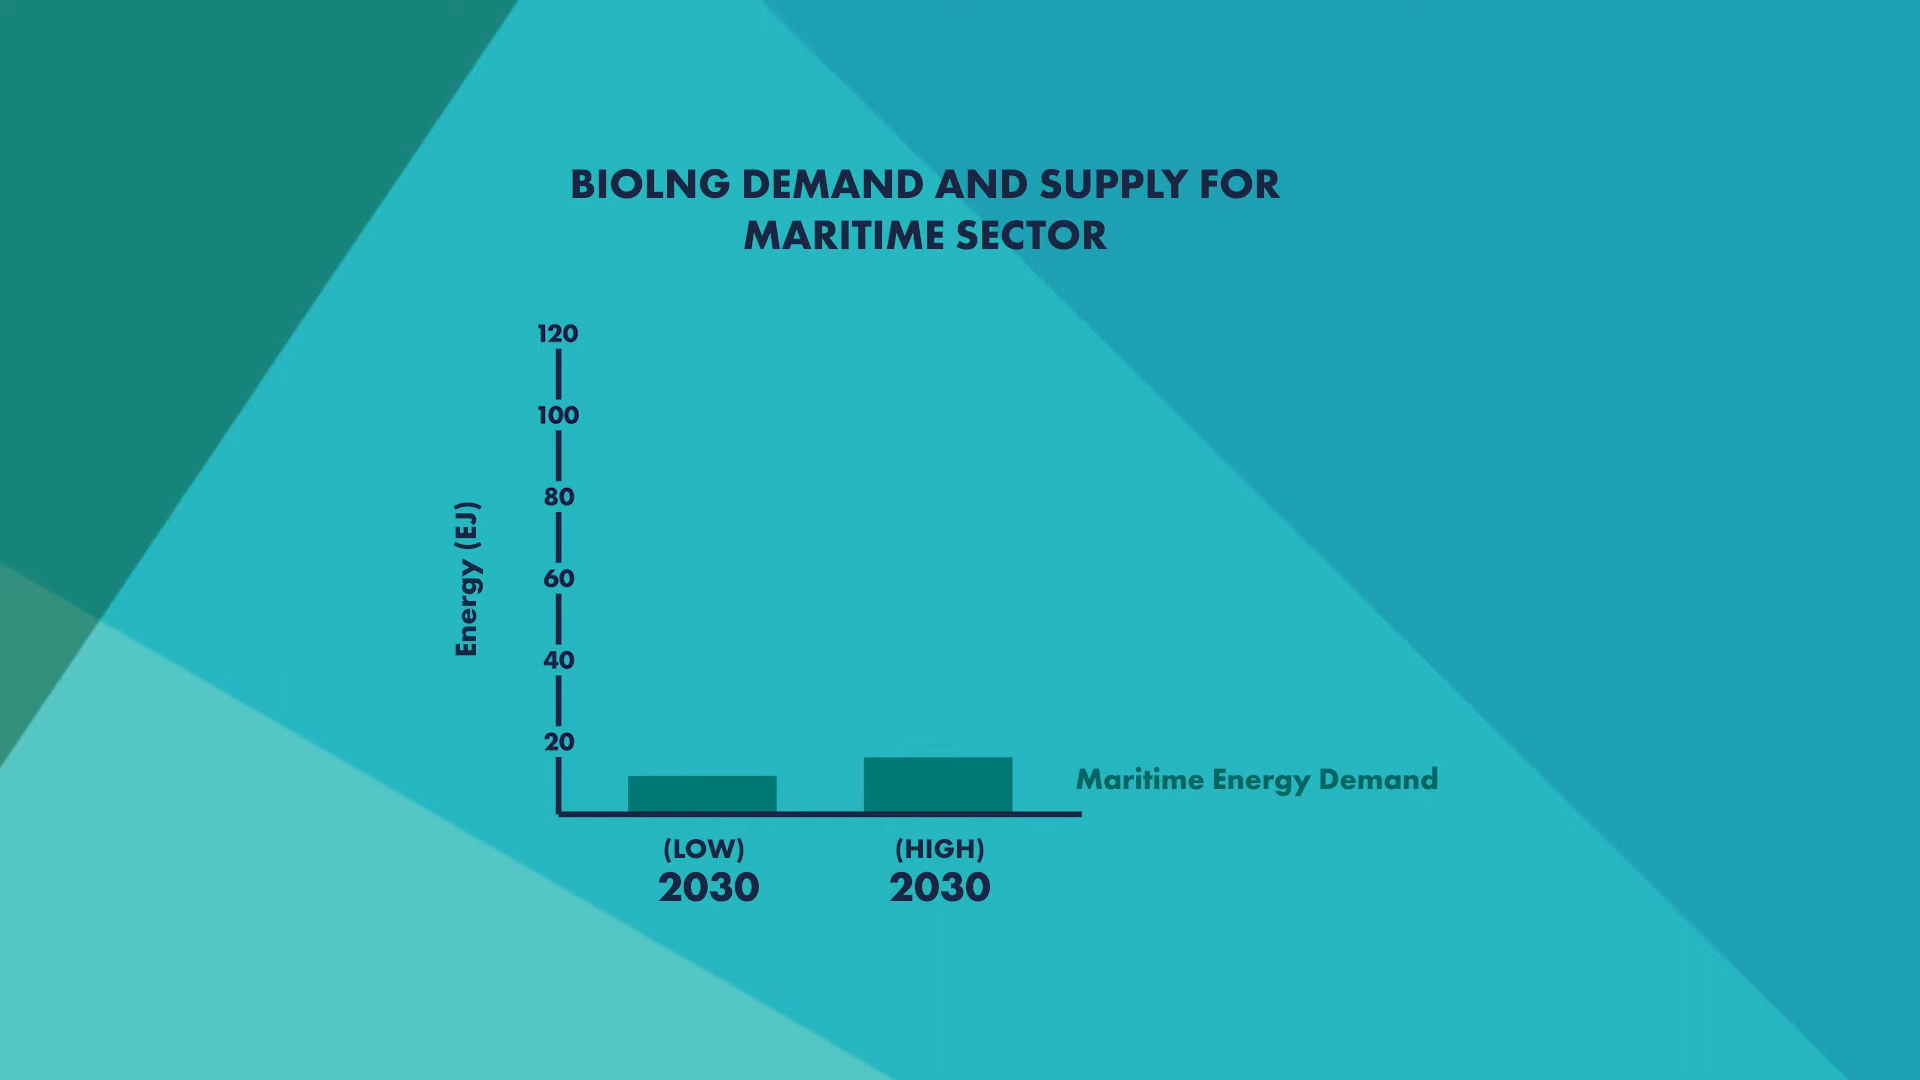 BIOLNG DEMAND AND SUPPLY FOR
MARITIME SECTOR
120
100
80
60
40
20
Energy (EJ)
Maritime Energy Demand
(LOW)
2030
(HIGH)
2030